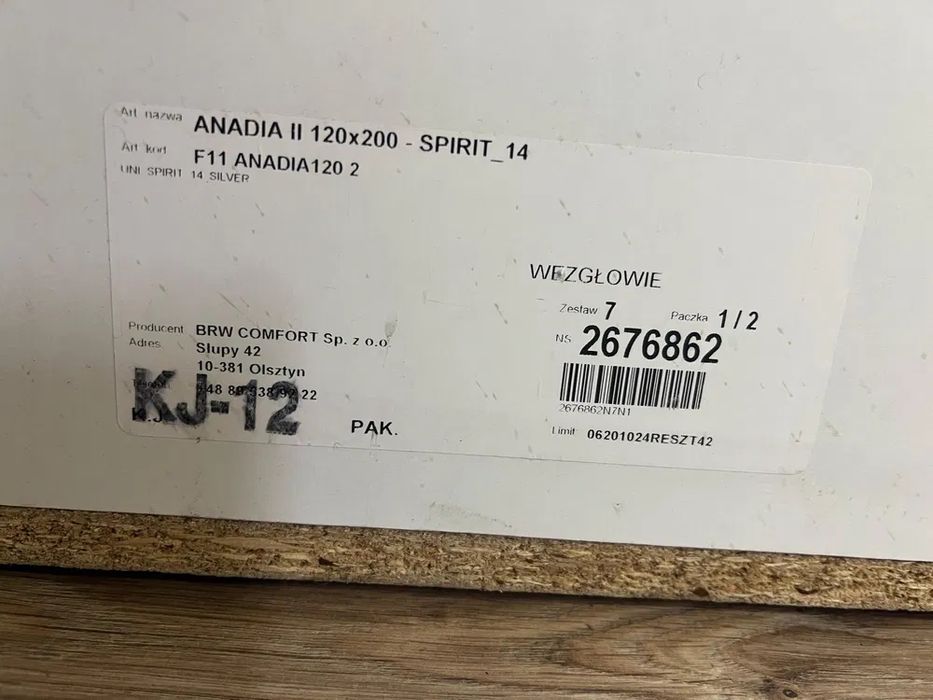 Art nazwa ANADIA II 120x200 - SPIRIT_14
Art kod F11 ANADIA120 2
UNI SPIRIT 14 SILVER
WEZGŁOWIE
Zestaw 7 Paczka 1 / 2
NS 2676862
2676862N7N1
Limit 06201024RESZT42
Producent BRW COMFORT Sp. z o.o.
Adres Slupy 42
10-381 Olsztyn
22
KJ-12
PAK.